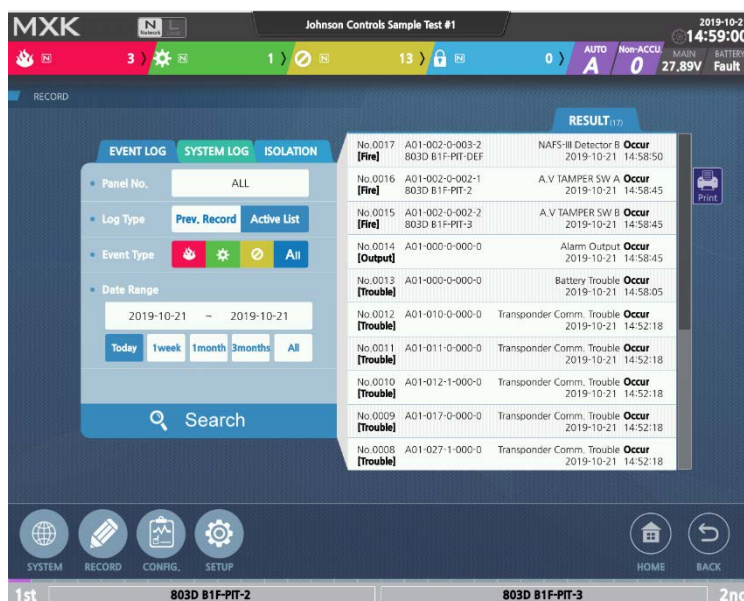 MXK
N
Network
L
Johnson Controls Sample Test #1
2019-10-2
14:59:00
N 3
N 1
N 13
N 0
AUTO
A
Non-ACCU.
0
MAIN
27.89V
BATTERY
Fault
RECORD
RESULT(17)
EVENT LOG
SYSTEM LOG
ISOLATION
Panel No.
ALL
Log Type
Prev. Record
Active List
Event Type
All
Date Range
2019-10-21 ~ 2019-10-21
Today
1week
1month
3months
All
Search
No.0017 A01-002-0-003-2 NAFS-III Detector B Occur
[Fire] 803D B1F-PIT-DEF 2019-10-21 14:58:50
No.0016 A01-002-0-002-1 A.V TAMPER SW A Occur
[Fire] 803D B1F-PIT-2 2019-10-21 14:58:45
No.0015 A01-002-0-002-2 A.V TAMPER SW B Occur
[Fire] 803D B1F-PIT-3 2019-10-21 14:58:45
No.0014 A01-000-0-000-0 Alarm Output Occur
[Output] 2019-10-21 14:58:45
No.0013 A01-000-0-000-0 Battery Trouble Occur
[Trouble] 2019-10-21 14:58:05
No.0012 A01-010-0-000-0 Transponder Comm. Trouble Occur
[Trouble] 2019-10-21 14:52:18
No.0011 A01-011-0-000-0 Transponder Comm. Trouble Occur
[Trouble] 2019-10-21 14:52:18
No.0010 A01-012-1-000-0 Transponder Comm. Trouble Occur
[Trouble] 2019-10-21 14:52:18
No.0009 A01-017-0-000-0 Transponder Comm. Trouble Occur
[Trouble] 2019-10-21 14:52:18
No.0008 A01-027-1-000-0 Transponder Comm. Trouble Occur
[Trouble] 2019-10-21 14:52:18
Print
SYSTEM
RECORD
CONFIG.
SETUP
HOME
BACK
1st
803D B1F-PIT-2
803D B1F-PIT-3
2nd